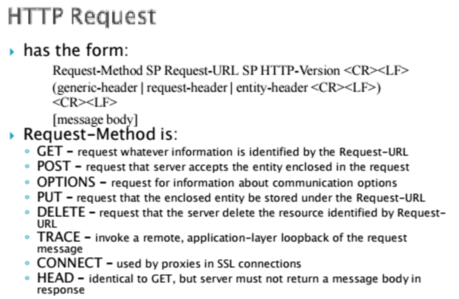 HTTP Request
has the form:
Request-Method SP Request-URL SP HTTP-Version <CR><LF>
(generic-header | request-header | entity-header <CR><LF>)
<CR><LF>
[message body]
Request-Method is:
GET – request whatever information is identified by the Request-URL
POST – request that server accepts the entity enclosed in the request
OPTIONS – request for information about communication options
PUT – request that the enclosed entity be stored under the Request-URL
DELETE – request that the server delete the resource identified by Request-
URL
TRACE – invoke a remote, application-layer loopback of the request
message
CONNECT – used by proxies in SSL connections
HEAD – identical to GET, but server must not return a message body in
response